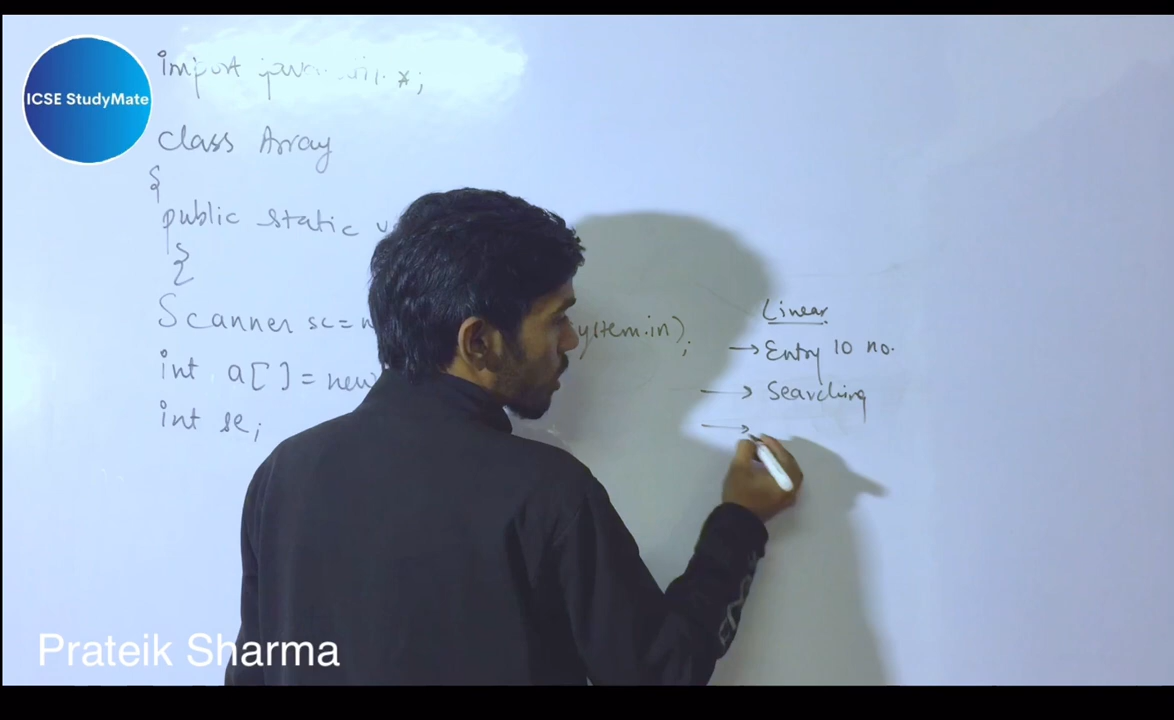 ICSE StudyMate
import java.util.*;
class Array
{
public static
{
Scanner sc=n ystem.in);
int a[ ] = new
int se;
Linear
→ Entry 10 no.
→ Searching
→
Prateik Sharma